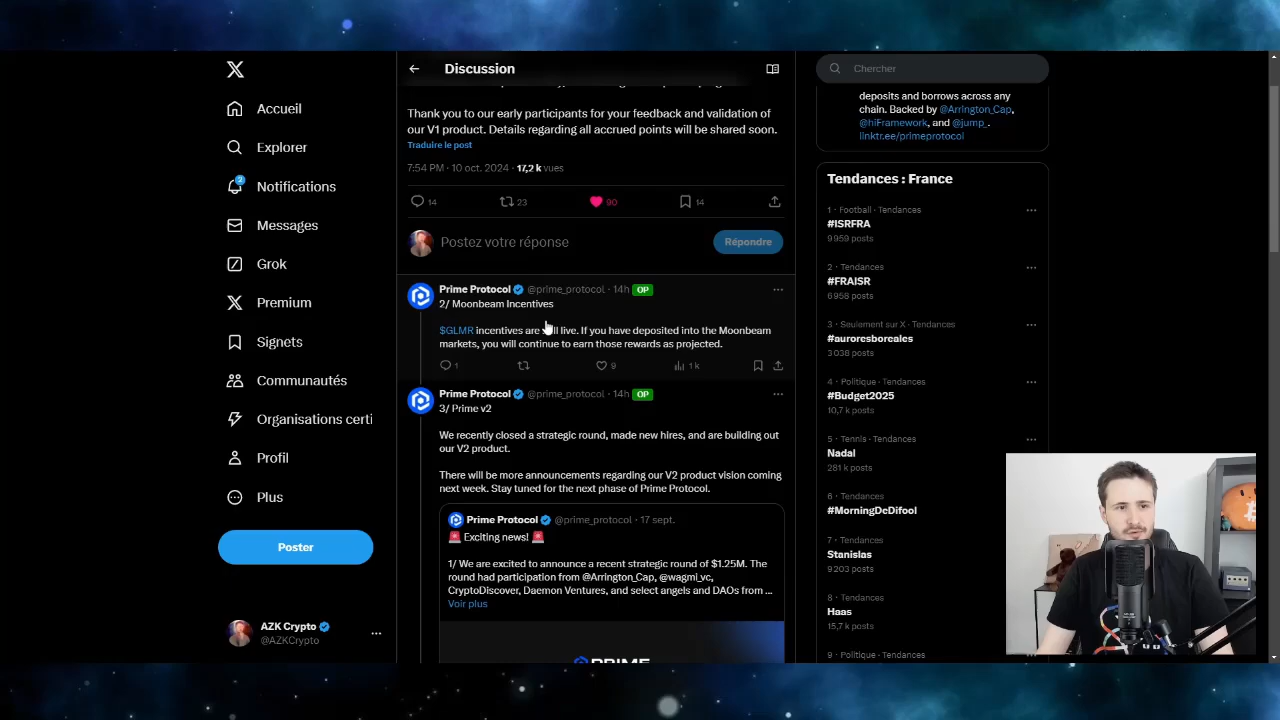 Discussion
Thank you to our early participants for your feedback and validation of
our V1 product. Details regarding all accrued points will be shared soon.
Traduire le post
7:54 PM · 10 oct. 2024 · 17,2 k vues
14
23
90
14
Postez votre réponse
Répondre
Prime Protocol @prime_protocol · 14h OP
2/ Moonbeam Incentives
$GLMR incentives are still live. If you have deposited into the Moonbeam
markets, you will continue to earn those rewards as projected.
1
9
1 k
Prime Protocol @prime_protocol · 14h OP
3/ Prime v2
We recently closed a strategic round, made new hires, and are building out
our V2 product.
There will be more announcements regarding our V2 product vision coming
next week. Stay tuned for the next phase of Prime Protocol.
Prime Protocol @prime_protocol · 17 sept.
🚨 Exciting news! 🚨
1/ We are excited to announce a recent strategic round of $1.25M. The
round had participation from @Arrington_Cap, @wagmi_vc,
CryptoDiscover, Daemon Ventures, and select angels and DAOs from ...
Voir plus
PRIME
Accueil
Explorer
2
Notifications
Messages
Grok
Premium
Signets
Communautés
Organisations certi
Profil
Plus
Poster
AZK Crypto
@AZKCrypto
Chercher
deposits and borrows across any
chain. Backed by @Arrington_Cap,
@hiFramework, and @jump_.
linktr.ee/primeprotocol
Tendances : France
1 · Football · Tendances
#ISRFRA
9 959 posts
2 · Tendances
#FRAISR
6 958 posts
3 · Seulement sur X · Tendances
#auroresboreales
3 038 posts
4 · Politique · Tendances
#Budget2025
10,7 k posts
5 · Tennis · Tendances
Nadal
281 k posts
6 · Tendances
#MorningDeDifool
7 · Tendances
Stanislas
9 203 posts
8 · Tendances
Haas
15,7 k posts
9 · Politique · Tendances